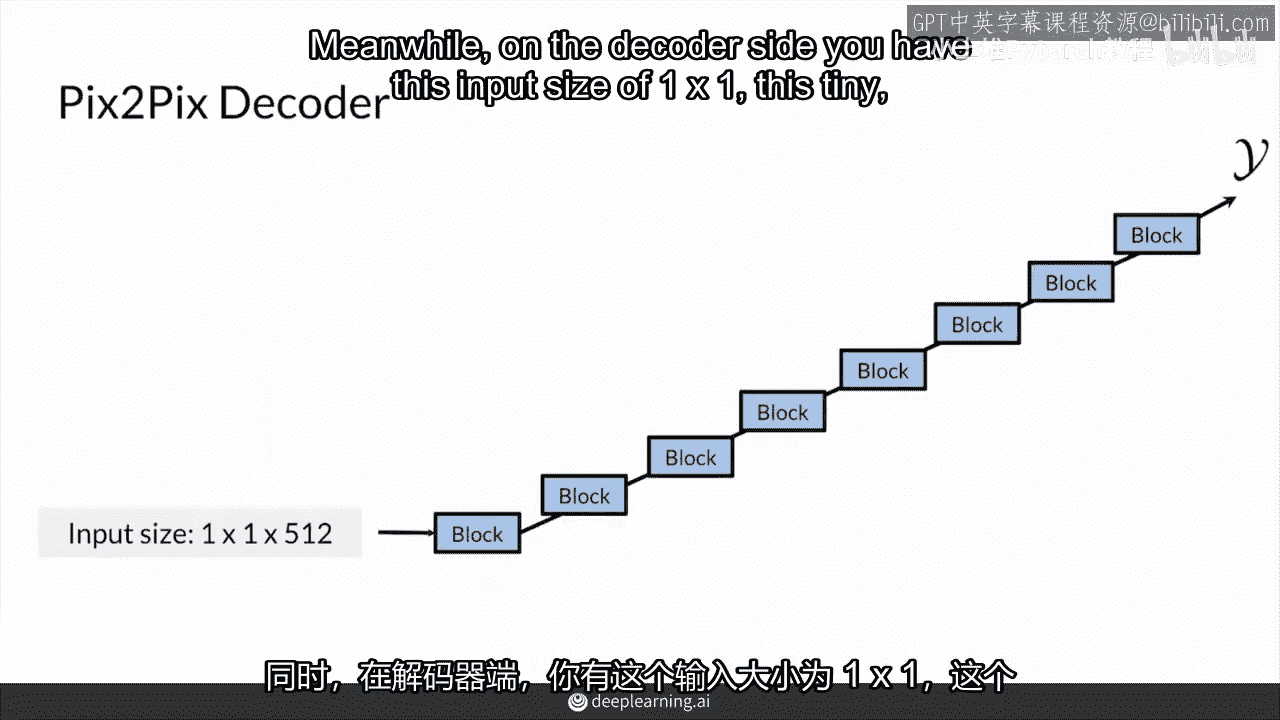 GPT中英字幕课程资源@bilibili.com
Meanwhile, on the decoder side you have
this input size of 1 x 1, this tiny,
Pix2Pix Decoder
y
Block
Block
Block
Block
Block
Block
Block
Input size: 1 x 1 x 512
Block
同时，在解码器端，你有这个输入大小为 1 x 1，这个
deeplearning.ai